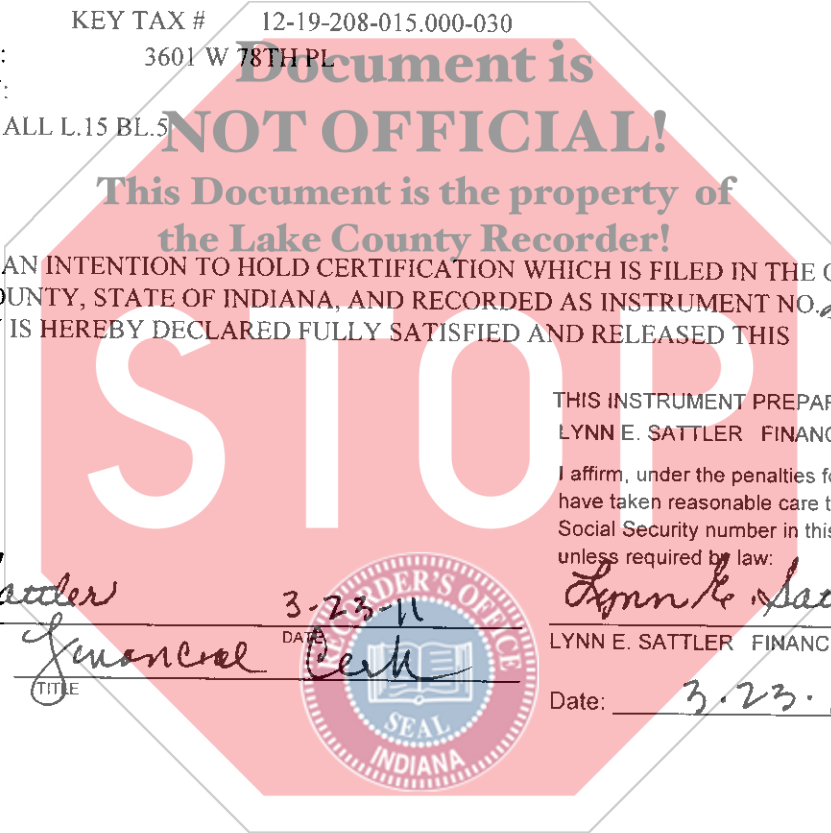 KEY TAX # 12-19-208-015.000-030
: 3601 W 78TH PL
:
ALL L.15 BL.5
Document is
NOT OFFICIAL!
This Document is the property of
the Lake County Recorder!
AN INTENTION TO HOLD CERTIFICATION WHICH IS FILED IN THE
OUNTY, STATE OF INDIANA, AND RECORDED AS INSTRUMENT NO.
IS HEREBY DECLARED FULLY SATISFIED AND RELEASED THIS
STOP
THIS INSTRUMENT PREPAR
LYNN E. SATTLER FINANC
I affirm, under the penalties fo
have taken reasonable care t
Social Security number in this
unless required by law:
attler 3-23-11
DATE
Financial Cerk
TITLE
Lynn E. Sat
LYNN E. SATTLER FINANC
Date: 3.23.
RECORDER'S OFFICE
SEAL
INDIANA